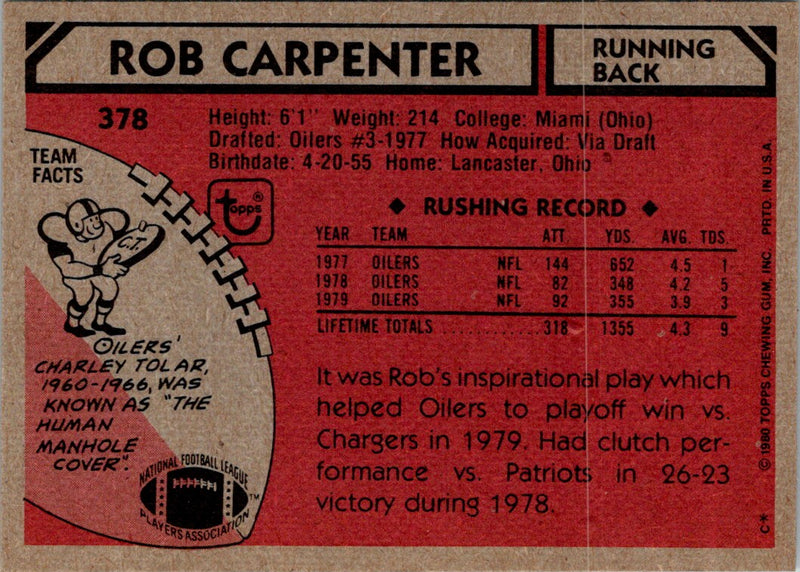 ROB CARPENTER
RUNNING
BACK
378
Height: 6'1" Weight: 214 College: Miami (Ohio)
Drafted: Oilers #3-1977 How Acquired: Via Draft
Birthdate: 4-20-55 Home: Lancaster, Ohio
TEAM
FACTS
C.T.
OILERS'
CHARLEY TOLAR,
1960-1966, WAS
KNOWN AS "THE
HUMAN
MANHOLE
COVER".
topps®
◆ RUSHING RECORD ◆
YEAR TEAM ATT YDS. AVG. TDS.
1977 OILERS NFL 144 652 4.5 1
1978 OILERS NFL 82 348 4.2 5
1979 OILERS NFL 92 355 3.9 3
LIFETIME TOTALS .............. 318 1355 4.3 9
It was Rob's inspirational play which
helped Oilers to playoff win vs.
Chargers in 1979. Had clutch per-
formance vs. Patriots in 26-23
victory during 1978.
NATIONAL FOOTBALL LEAGUE
PLAYERS ASSOCIATION™
C* © 1980 TOPPS CHEWING GUM, INC. PRTD. IN U.S.A.